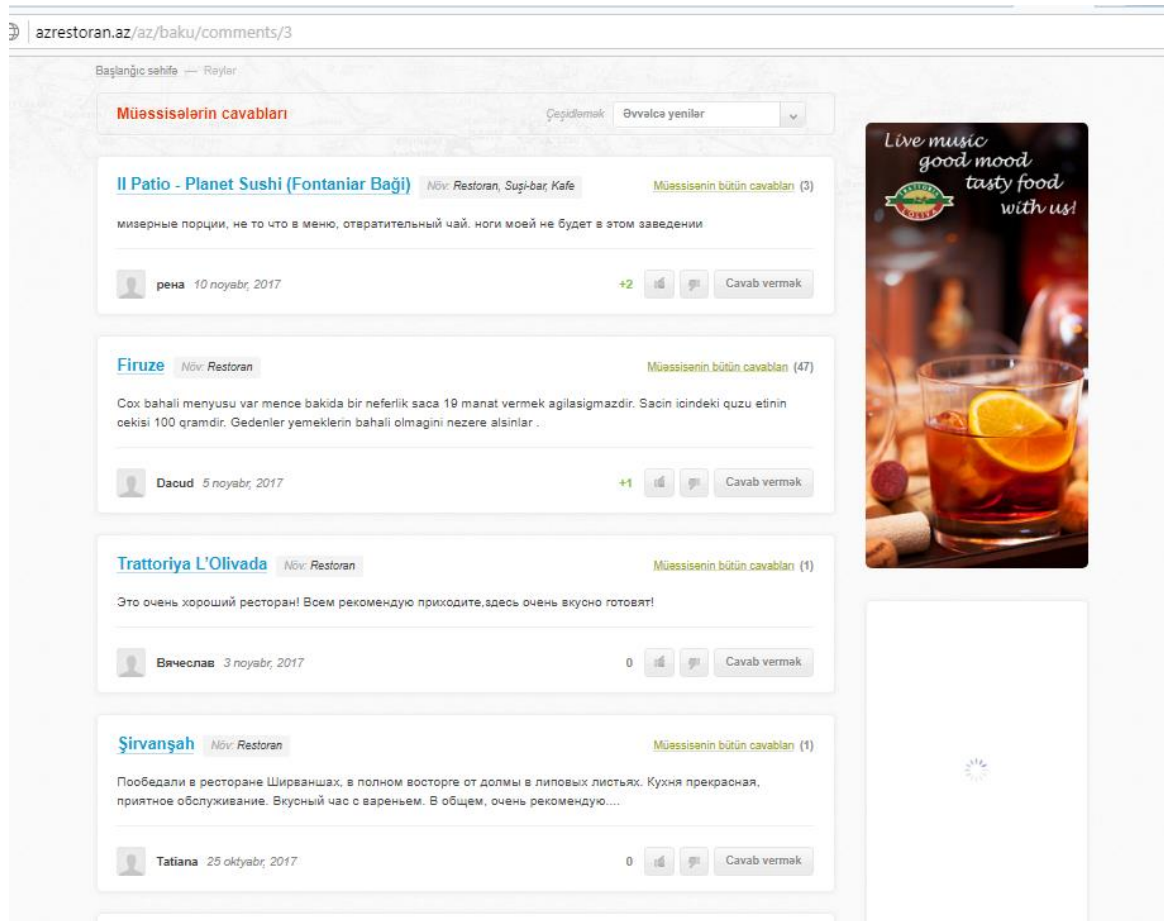 azrestoran.az/az/baku/comments/3
Başlanğıc səhifə — Rəylər
Müəssisələrin cavabları
Çeşidləmək Əvvəlcə yenilər
Il Patio - Planet Sushi (Fontaniar Baği) Növ: Restoran, Suşi-bar, Kafe Müəssisənin bütün cavabları (3)
мизерные порции, не то что в меню, отвратительный чай. ноги моей не будет в этом заведении
рена 10 noyabr, 2017 +2 Cavab vermək
Firuze Növ: Restoran Müəssisənin bütün cavabları (47)
Cox bahali menyusu var mence bakida bir neferlik saca 19 manat vermek agilasigmazdir. Sacin icindeki quzu etinin
cekisi 100 qramdir. Gedenler yemeklerin bahali olmagini nezere alsinlar .
Dacud 5 noyabr, 2017 +1 Cavab vermək
Trattoriya L'Olivada Növ: Restoran Müəssisənin bütün cavabları (1)
Это очень хороший ресторан! Всем рекомендую приходите,здесь очень вкусно готовят!
Вячеслав 3 noyabr, 2017 0 Cavab vermək
Şirvanşah Növ: Restoran Müəssisənin bütün cavabları (1)
Пообедали в ресторане Ширваншах, в полном восторге от долмы в липовых листьях. Кухня прекрасная,
приятное обслуживание. Вкусный час с вареньем. В общем, очень рекомендую....
Tatiana 25 oktyabr, 2017 0 Cavab vermək
Live music
good mood
tasty food
with us!
TRATTORIA
L'OLIVA